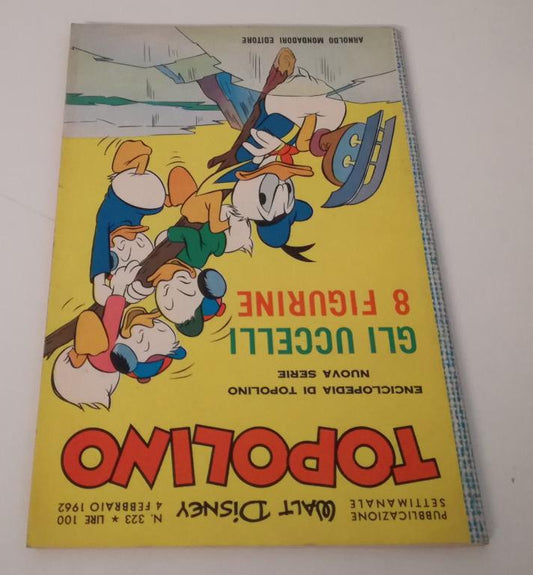 PUBBLICAZIONE
SETTIMANALE
WALT DISNEY
N. 323 ★ LIRE 100
4 FEBBRAIO 1962
TOPOLINO
ENCICLOPEDIA DI TOPOLINO
NUOVA SERIE
GLI UCCELLI
8 FIGURINE
ARNOLDO MONDADORI EDITORE